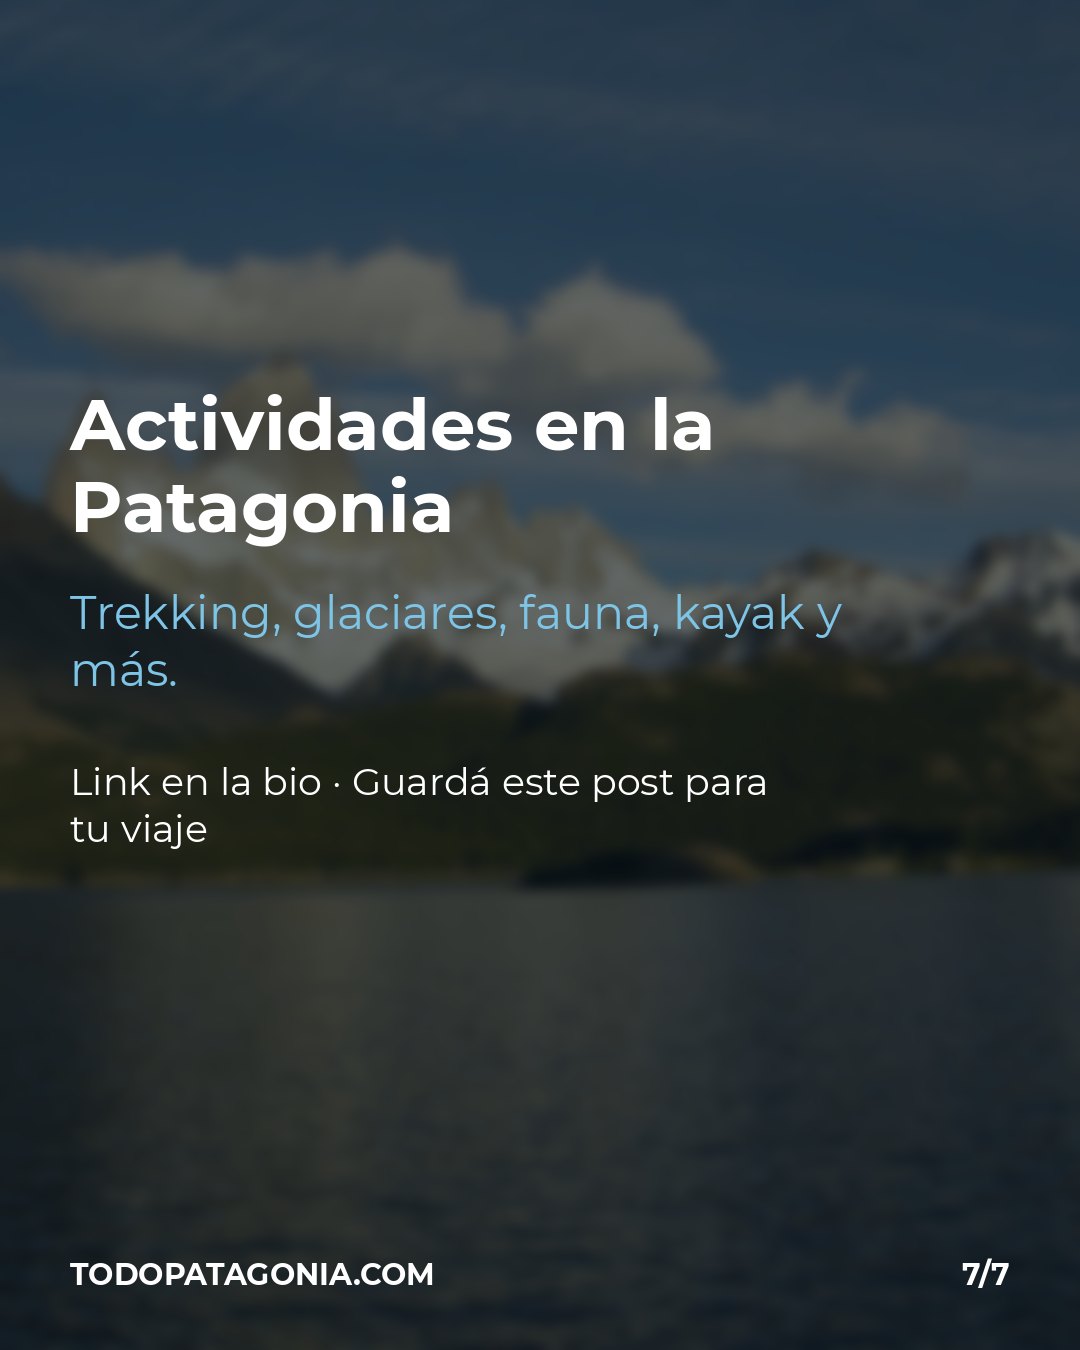 Actividades en la
Patagonia
Trekking, glaciares, fauna, kayak y
más.
Link en la bio · Guardá este post para
tu viaje
TODOPATAGONIA.COM
7/7